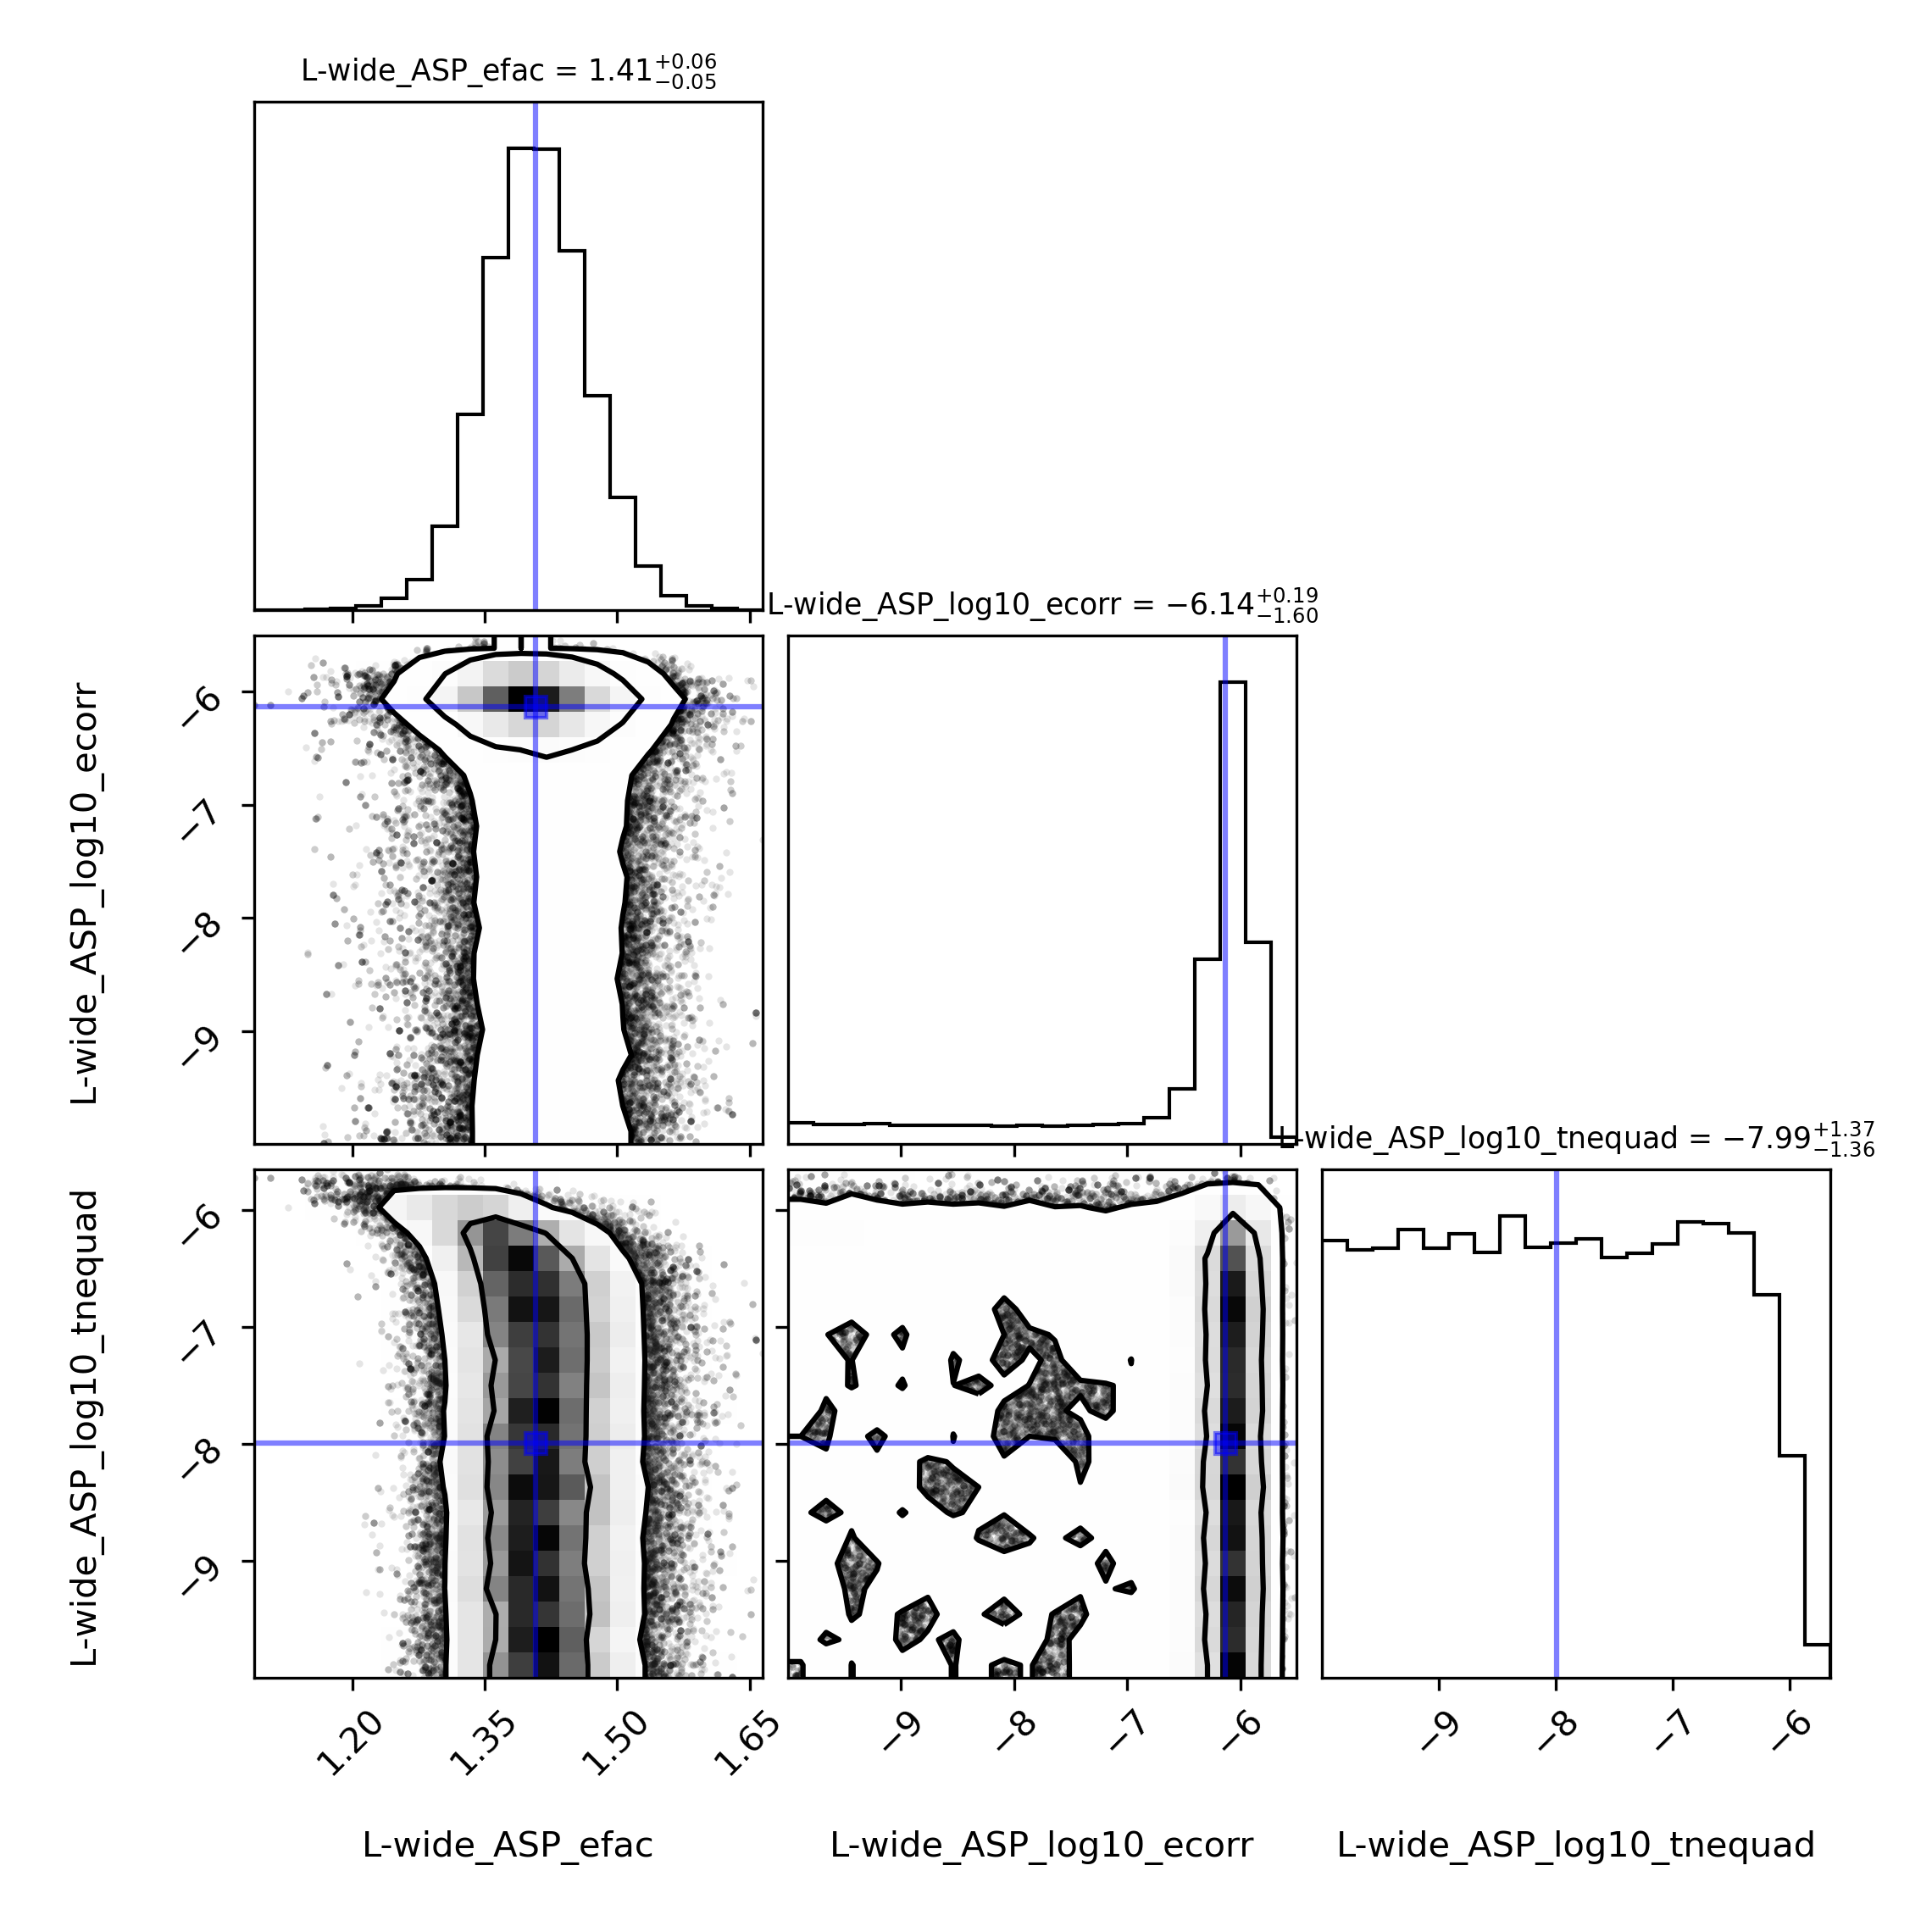 L-wide_ASP_efac = 1.41+0.06−0.05
L-wide_ASP_log10_ecorr = −6.14+0.19−1.60
L-wide_ASP_log10_ecorr
−6
−7
−8
−9
L-wide_ASP_log10_tnequad = −7.99+1.37−1.36
L-wide_ASP_log10_tnequad
−6
−7
−8
−9
1.20 1.35 1.50 1.65 −9 −8 −7 −6 −9 −8 −7 −6
L-wide_ASP_efac L-wide_ASP_log10_ecorr L-wide_ASP_log10_tnequad